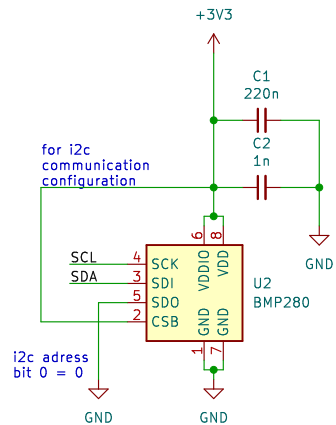 +3V3
C1
220n
C2
1n
for i2c
communication
configuration
GND
6
8
VDDIO
VDD
SCL
4
SCK
SDA
3
SDI
5
SDO
2
CSB
U2
BMP280
GND
GND
1
7
i2c adress
bit 0 = 0
GND
GND